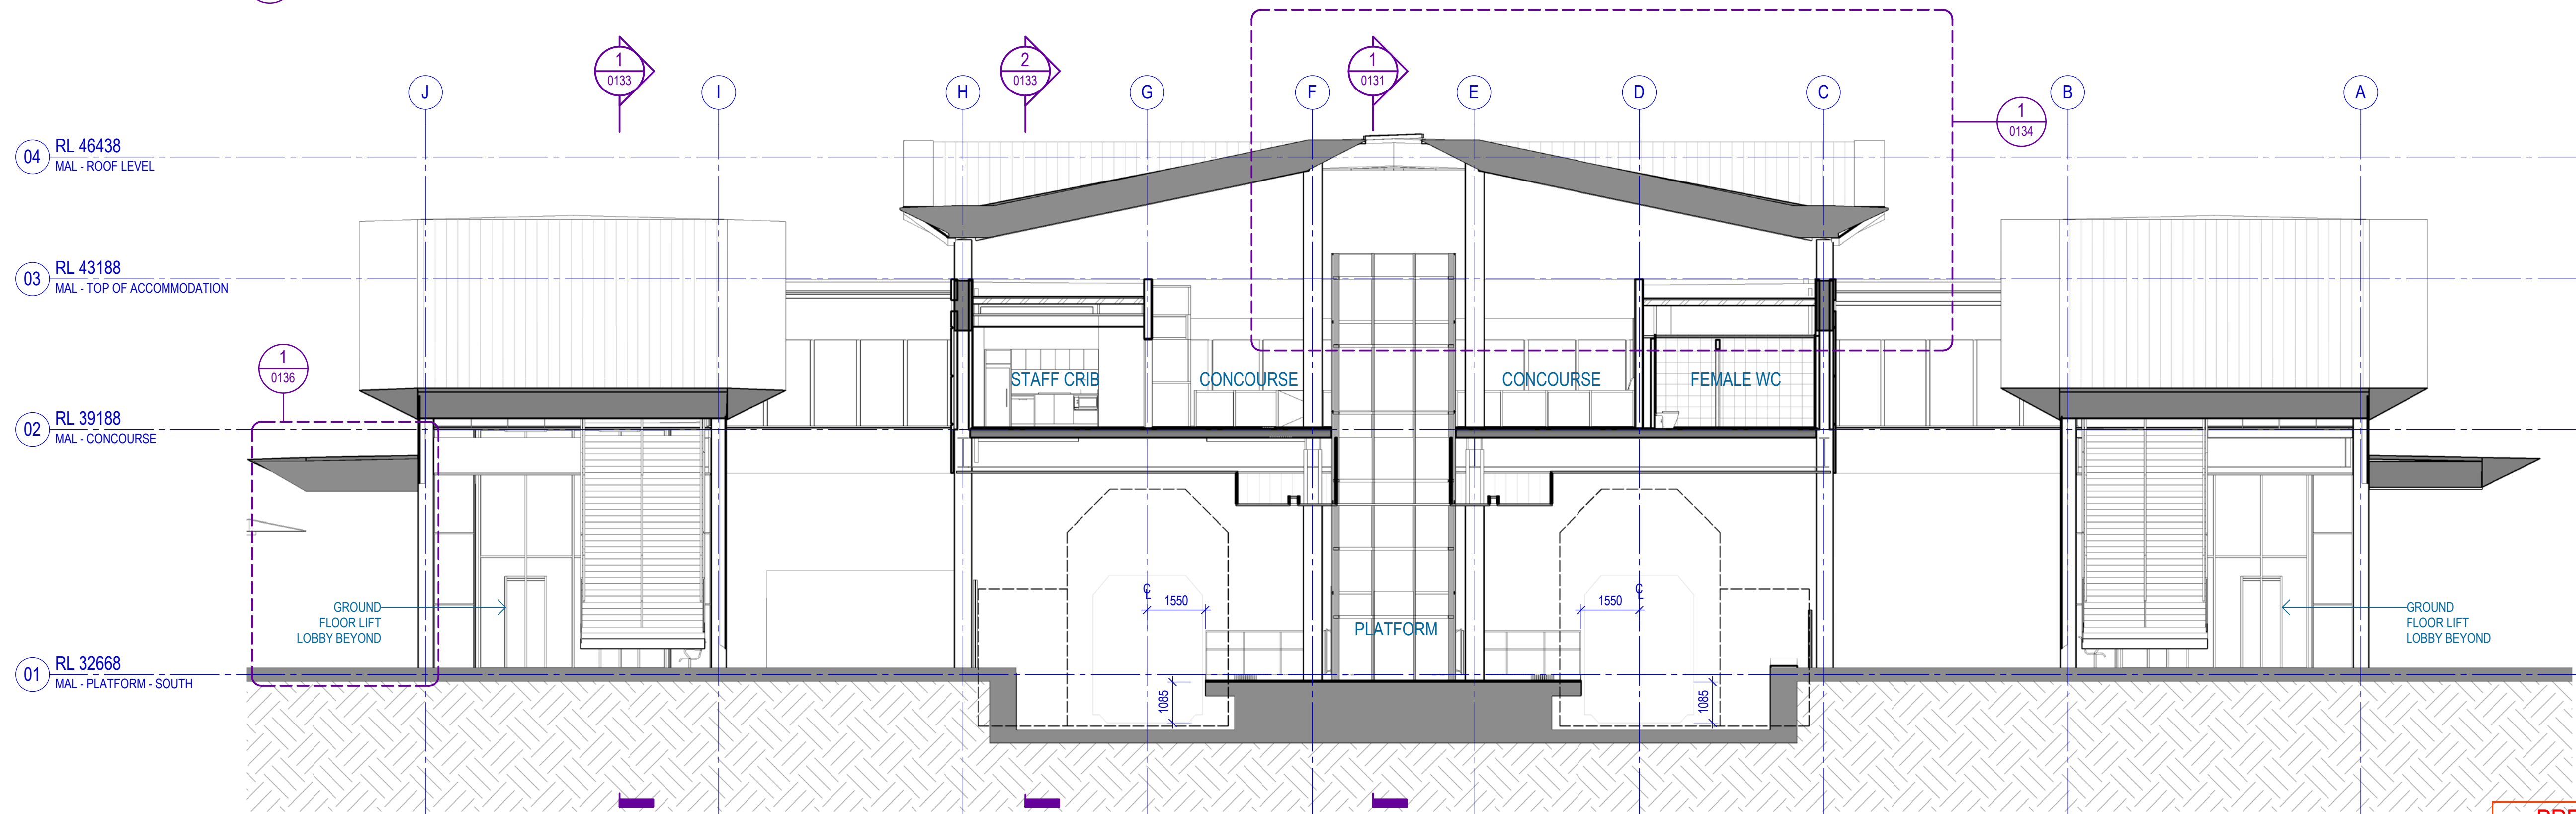 1
0133
2
0133
1
0131
1
0134
J
I
H
G
F
E
D
C
B
A
04
RL 46438
MAL - ROOF LEVEL
03
RL 43188
MAL - TOP OF ACCOMMODATION
1
0136
STAFF CRIB
CONCOURSE
CONCOURSE
FEMALE WC
02
RL 39188
MAL - CONCOURSE
GROUND
FLOOR LIFT
LOBBY BEYOND
1550
1550
PLATFORM
GROUND
FLOOR LIFT
LOBBY BEYOND
01
RL 32668
MAL - PLATFORM - SOUTH
1085
1085